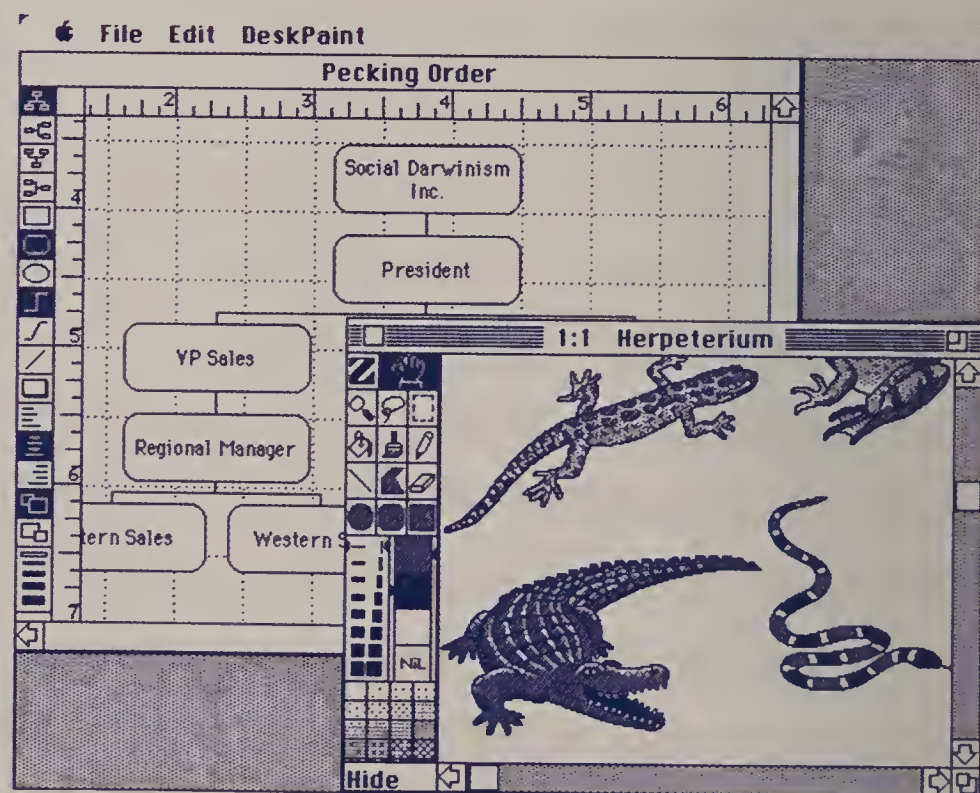 File Edit DeskPaint
Pecking Order
2 3 4 5 6
4
Social Darwinism
Inc.
President
5
1:1 Herpeterium
VP Sales
Regional Manager
6
tern Sales
Western S
7
NiL
Hide